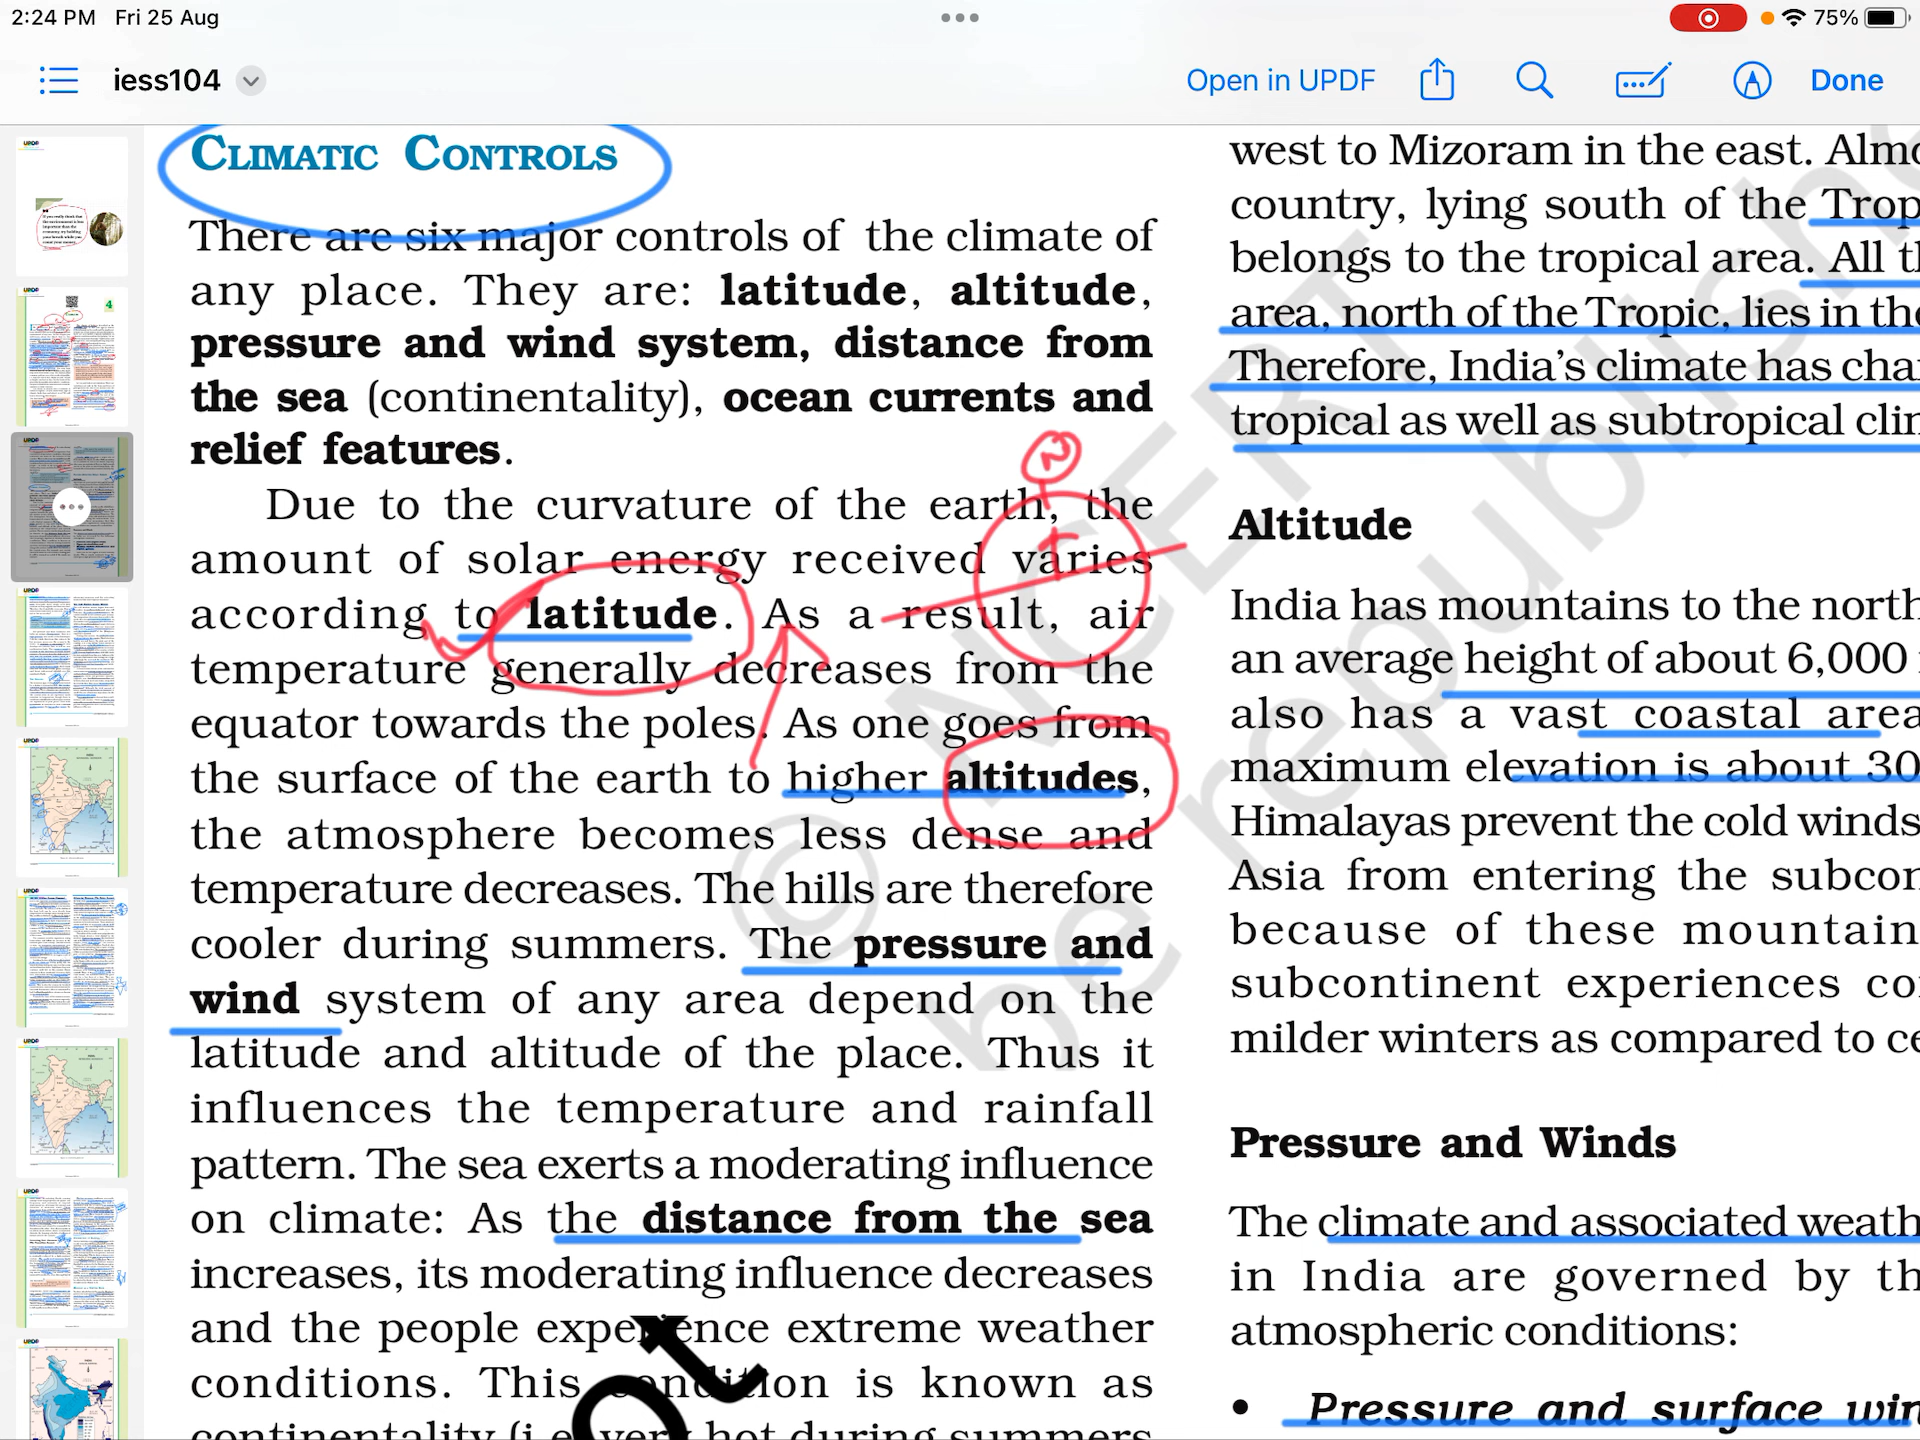 2:24 PM Fri 25 Aug
75%
iess104
Open in UPDF
Done
CLIMATIC CONTROLS
There are six major controls of the climate of
any place. They are: latitude, altitude,
pressure and wind system, distance from
the sea (continentality), ocean currents and
relief features.
Due to the curvature of the earth, the
amount of solar energy received varies
according to latitude. As a result, air
temperature generally decreases from the
equator towards the poles. As one goes from
the surface of the earth to higher altitudes,
the atmosphere becomes less dense and
temperature decreases. The hills are therefore
cooler during summers. The pressure and
wind system of any area depend on the
latitude and altitude of the place. Thus it
influences the temperature and rainfall
pattern. The sea exerts a moderating influence
on climate: As the distance from the sea
increases, its moderating influence decreases
and the people experience extreme weather
conditions. This condition is known as
continentality (i.e. very hot during summers
west to Mizoram in the east.
country, lying south of the
belongs to the tropical area. All
area, north of the Tropic, lies in
Therefore, India's climate has
tropical as well as subtropical
Altitude
India has mountains to the north
an average height of about 6,000
also has a vast coastal area
maximum elevation is about 30
Himalayas prevent the cold winds
Asia from entering the
because of these
subcontinent experiences
milder winters as compared to
Pressure and Winds
The climate and associated
in India are governed by
atmospheric conditions:
• Pressure and surface
© NCERT
be republished
N
4